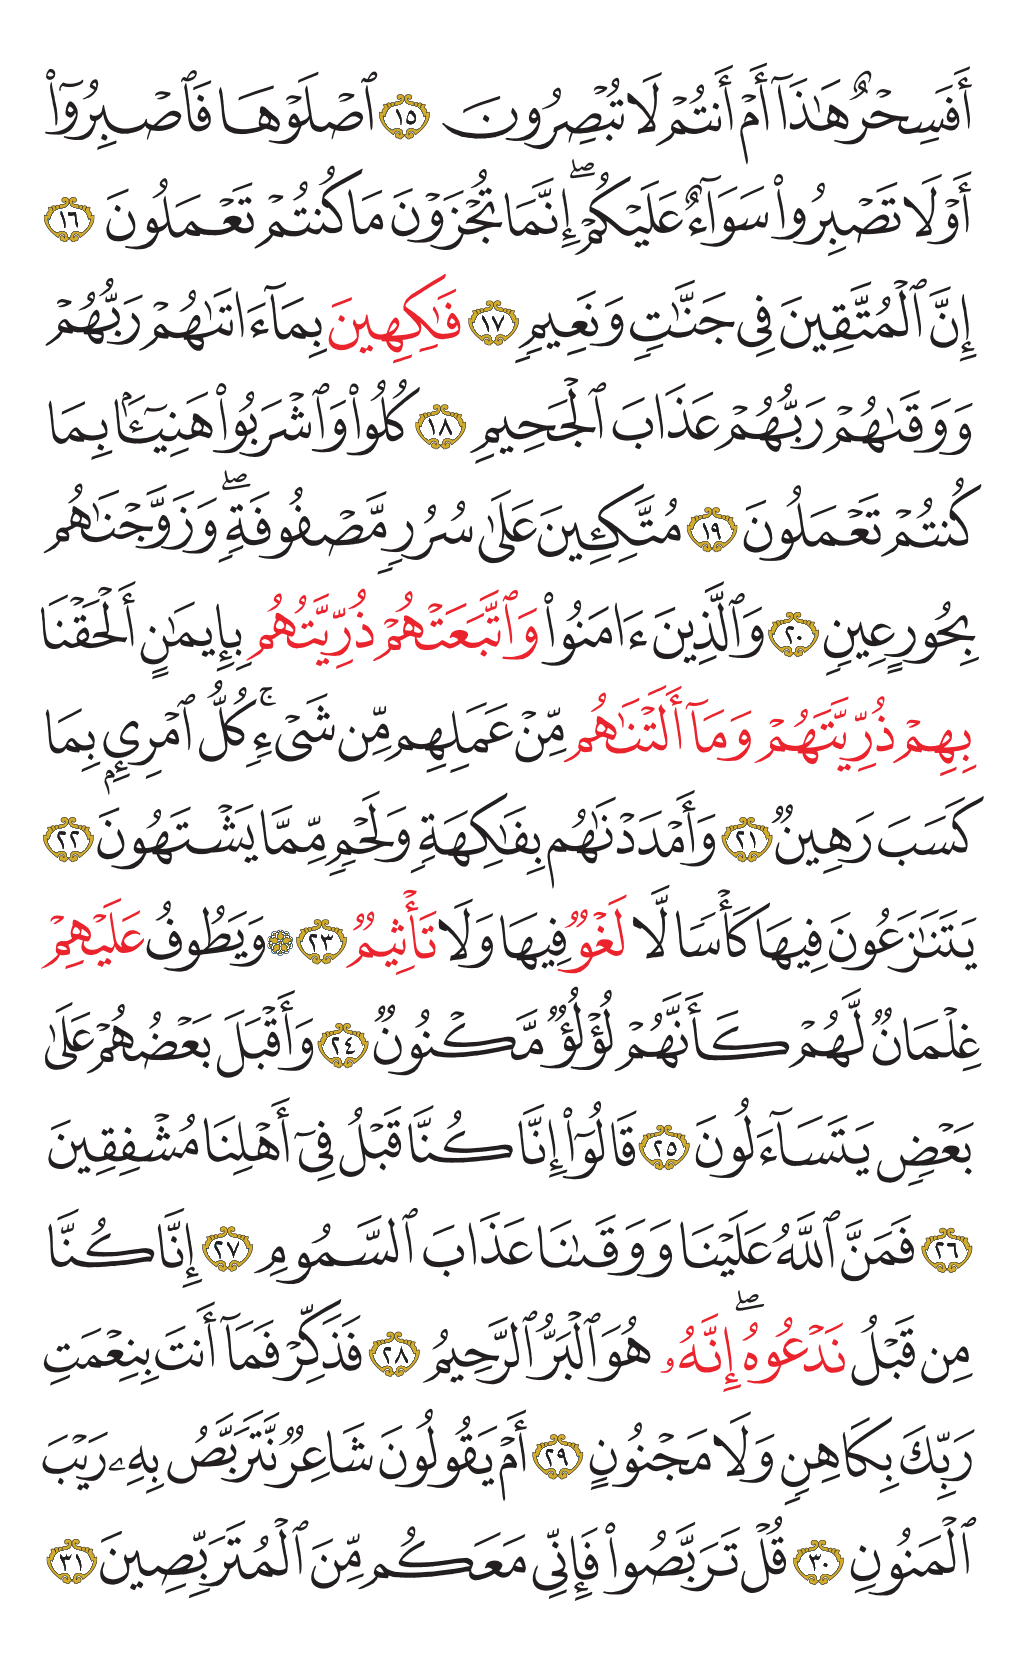 أَفَسِحْرٌ هَٰذَآ أَمْ أَنتُمْ لَا تُبْصِرُونَ ١٥ ٱصْلَوْهَا فَٱصْبِرُوٓا۟
أَوْ لَا تَصْبِرُوا۟ سَوَآءٌ عَلَيْكُمْ ۖ إِنَّمَا تُجْزَوْنَ مَا كُنتُمْ تَعْمَلُونَ ١٦
إِنَّ ٱلْمُتَّقِينَ فِى جَنَّٰتٍ وَنَعِيمٍ ١٧ فَٰكِهِينَ بِمَآ ءَاتَىٰهُمْ رَبُّهُمْ
وَوَقَىٰهُمْ رَبُّهُمْ عَذَابَ ٱلْجَحِيمِ ١٨ كُلُوا۟ وَٱشْرَبُوا۟ هَنِيٓـًٔۢا بِمَا
كُنتُمْ تَعْمَلُونَ ١٩ مُتَّكِـِٔينَ عَلَىٰ سُرُرٍ مَّصْفُوفَةٍ ۖ وَزَوَّجْنَٰهُم
بِحُورٍ عِينٍ ٢٠ وَٱلَّذِينَ ءَامَنُوا۟ وَٱتَّبَعَتْهُمْ ذُرِّيَّتُهُم بِإِيمَٰنٍ أَلْحَقْنَا
بِهِمْ ذُرِّيَّتَهُمْ وَمَآ أَلَتْنَٰهُم مِّنْ عَمَلِهِم مِّن شَىْءٍ ۚ كُلُّ ٱمْرِئٍۭ بِمَا
كَسَبَ رَهِينٌ ٢١ وَأَمْدَدْنَٰهُم بِفَٰكِهَةٍ وَلَحْمٍ مِّمَّا يَشْتَهُونَ ٢٢
يَتَنَٰزَعُونَ فِيهَا كَأْسًا لَّا لَغْوٌ فِيهَا وَلَا تَأْثِيمٌ ٢٣ ۞ وَيَطُوفُ عَلَيْهِمْ
غِلْمَانٌ لَّهُمْ كَأَنَّهُمْ لُؤْلُؤٌ مَّكْنُونٌ ٢٤ وَأَقْبَلَ بَعْضُهُمْ عَلَىٰ
بَعْضٍ يَتَسَآءَلُونَ ٢٥ قَالُوٓا۟ إِنَّا كُنَّا قَبْلُ فِىٓ أَهْلِنَا مُشْفِقِينَ
٢٦ فَمَنَّ ٱللَّهُ عَلَيْنَا وَوَقَىٰنَا عَذَابَ ٱلسَّمُومِ ٢٧ إِنَّا كُنَّا
مِن قَبْلُ نَدْعُوهُ ۖ إِنَّهُۥ هُوَ ٱلْبَرُّ ٱلرَّحِيمُ ٢٨ فَذَكِّرْ فَمَآ أَنتَ بِنِعْمَتِ
رَبِّكَ بِكَاهِنٍ وَلَا مَجْنُونٍ ٢٩ أَمْ يَقُولُونَ شَاعِرٌ نَّتَرَبَّصُ بِهِۦ رَيْبَ
ٱلْمَنُونِ ٣٠ قُلْ تَرَبَّصُوا۟ فَإِنِّى مَعَكُم مِّنَ ٱلْمُتَرَبِّصِينَ ٣١